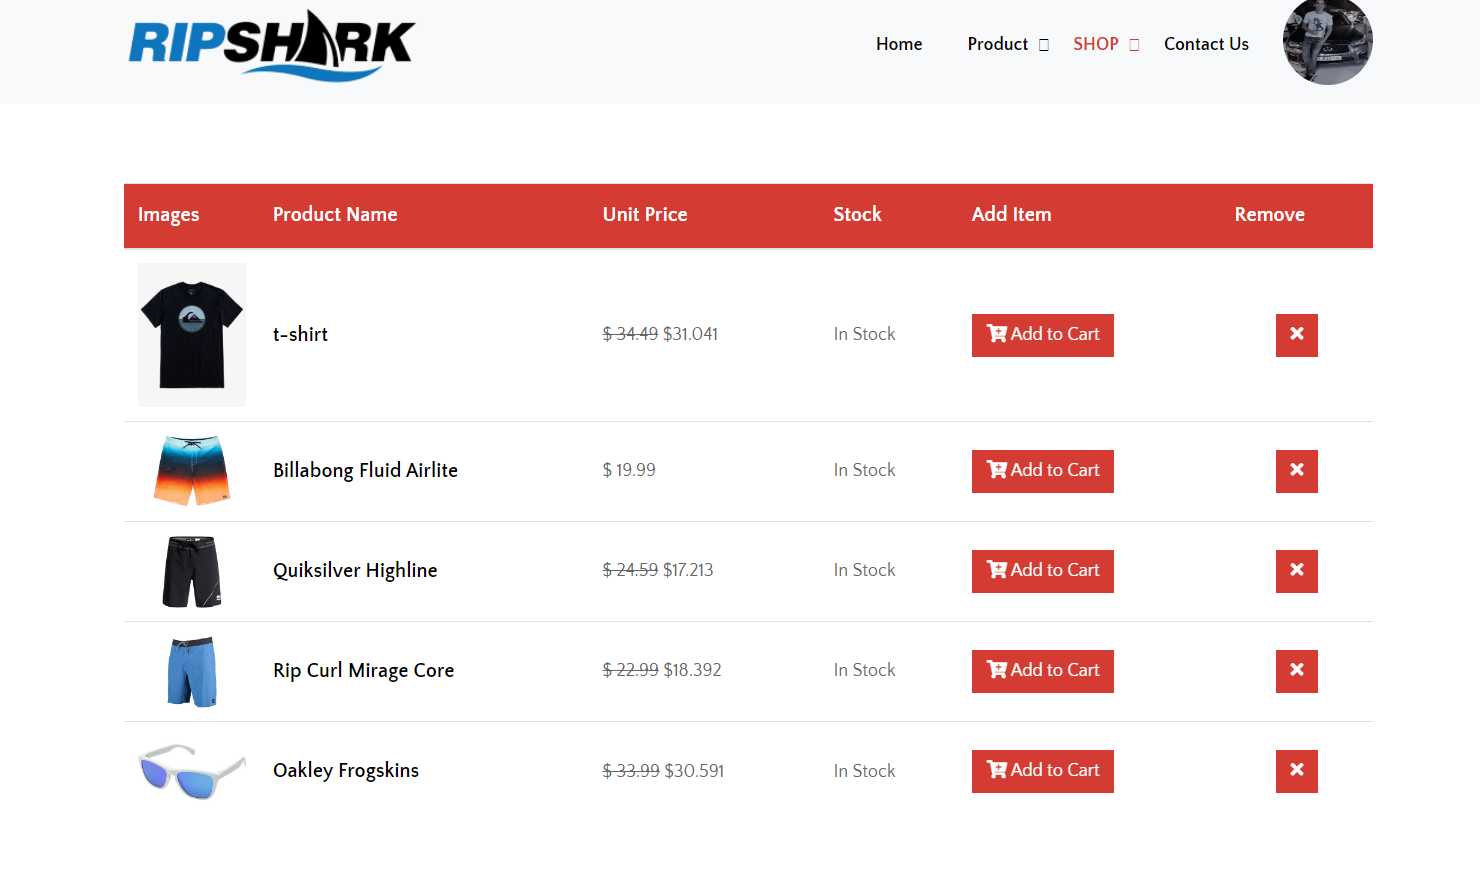 RIPSHARK
Home Product SHOP Contact Us
Images Product Name Unit Price Stock Add Item Remove
t-shirt $ 34.49 $31.041 In Stock Add to Cart
Billabong Fluid Airlite $ 19.99 In Stock Add to Cart
Quiksilver Highline $ 24.59 $17.213 In Stock Add to Cart
Rip Curl Mirage Core $ 22.99 $18.392 In Stock Add to Cart
Oakley Frogskins $ 33.99 $30.591 In Stock Add to Cart